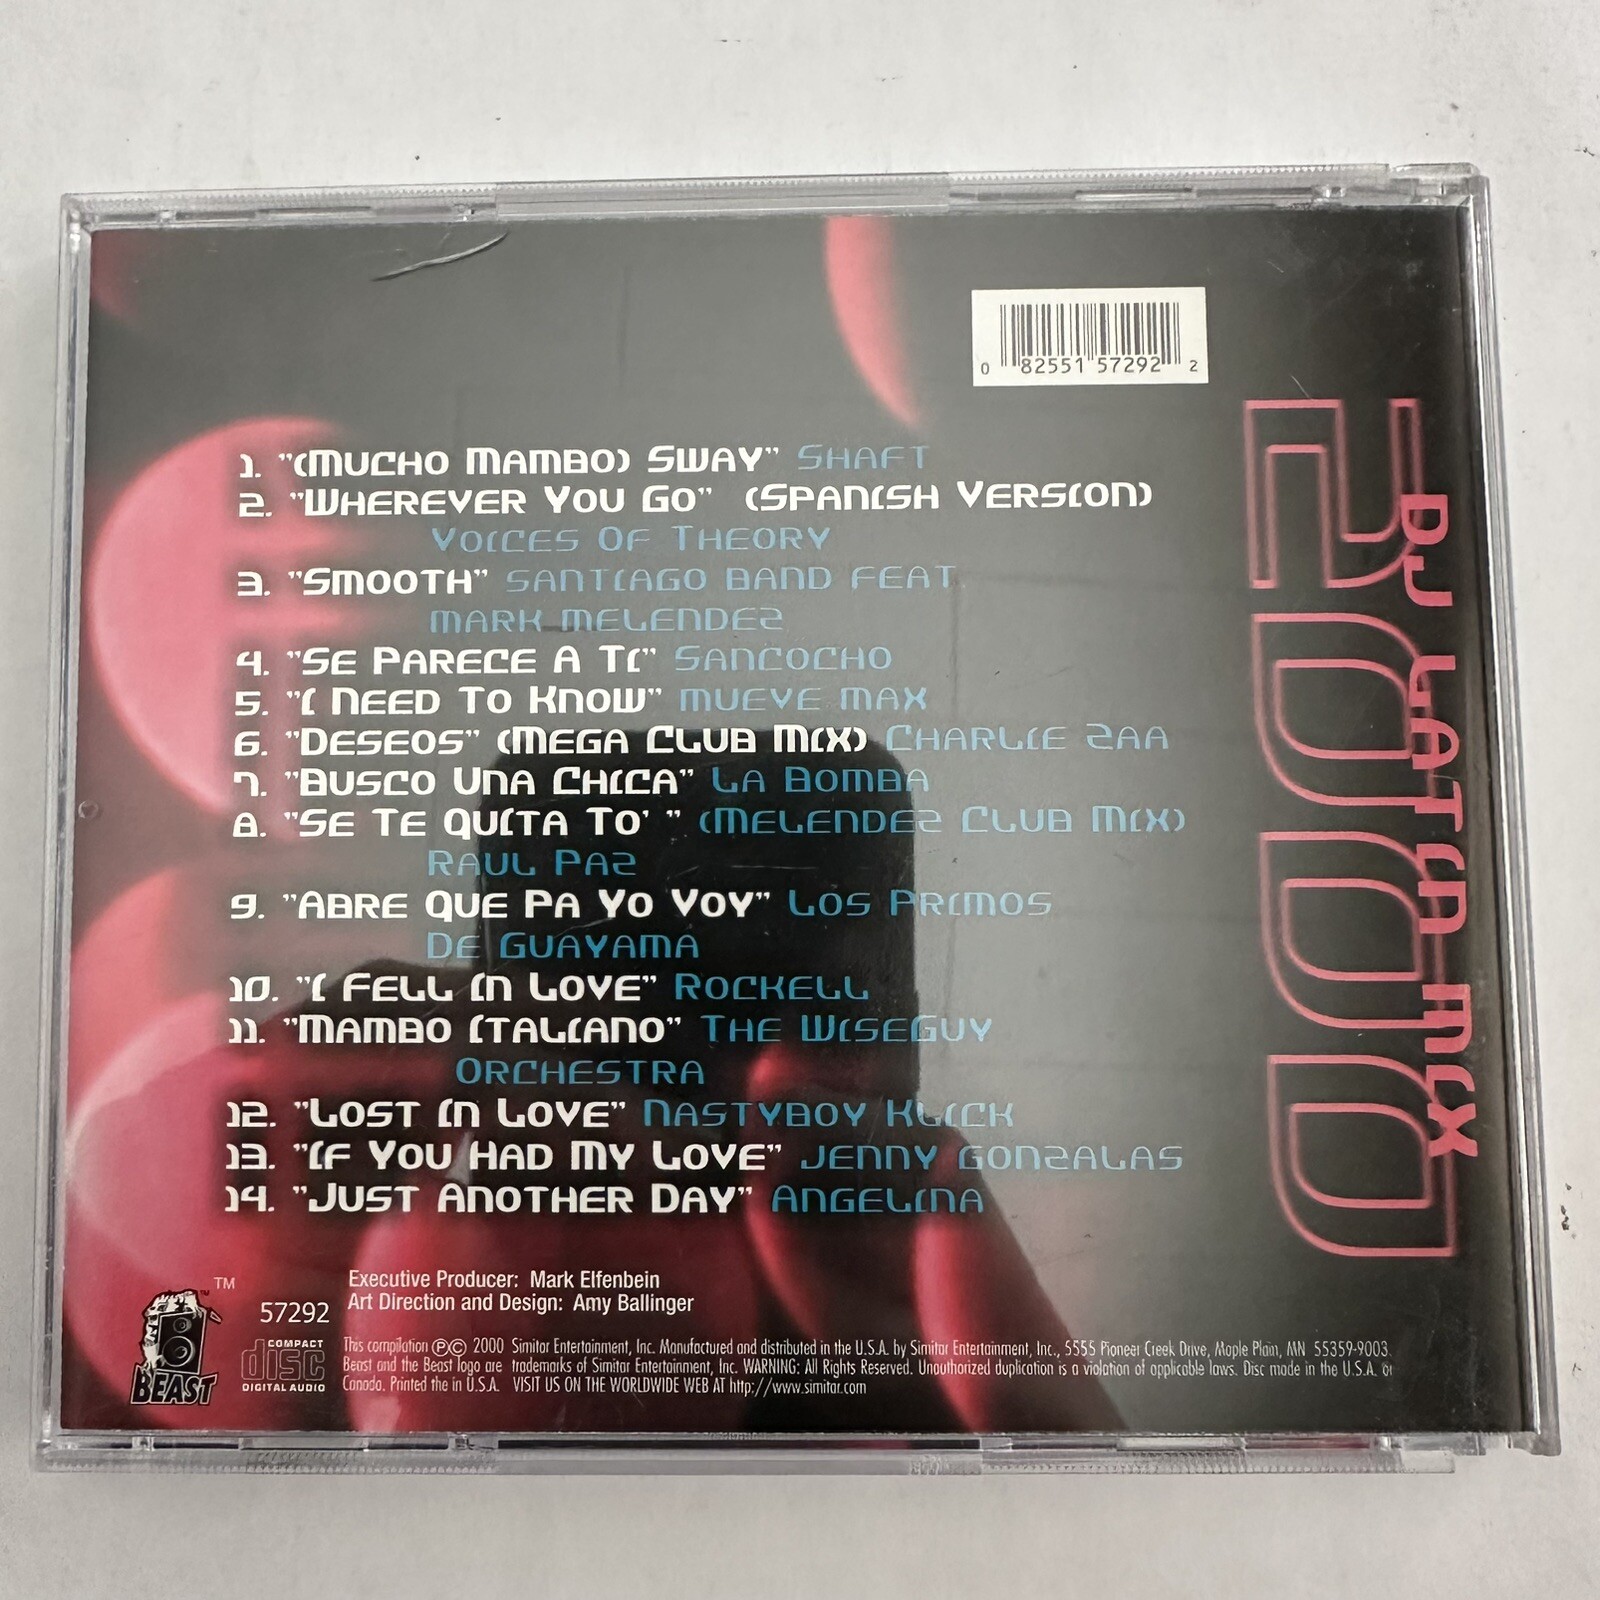 0 82551 57292 2
1. "(Mucho Mambo) Sway" Shaft
2. "Wherever You Go" (Spanish Version)
Voices Of Theory
3. "Smooth" Santiago Band feat.
Mark Melendez
4. "Se Parece A Ti" Sancocho
5. "I Need To Know" Mueve Max
6. "Deseos" (Mega Club Mix) Charlie Zaa
7. "Busco Una Chica" La Bomba
8. "Se Te Quita To' " (Melendez Club Mix)
Raul Paz
9. "Abre Que Pa Yo Voy" Los Primos
De Guayama
10. "I Fell In Love" Rockell
11. "Mambo Italiano" The WiseGuy
Orchestra
12. "Lost In Love" Nastyboy Klick
13. "If You Had My Love" Jenny Gonzalas
14. "Just Another Day" Angelina
DJ Latin Mix
2000
Executive Producer: Mark Elfenbein
Art Direction and Design: Amy Ballinger
TM
57292
BEAST
COMPACT
disc
DIGITAL AUDIO
This compilation ℗© 2000 Simitar Entertainment, Inc. Manufactured and distributed in the U.S.A. by Simitar Entertainment, Inc., 5555 Pioneer Creek Drive, Maple Plain, MN 55359-9003.
Beast and the Beast logo are trademarks of Simitar Entertainment, Inc. WARNING: All Rights Reserved. Unauthorized duplication is a violation of applicable laws. Disc made in the U.S.A. or
Canada. Printed the in U.S.A. VISIT US ON THE WORLDWIDE WEB AT http://www.simitar.com